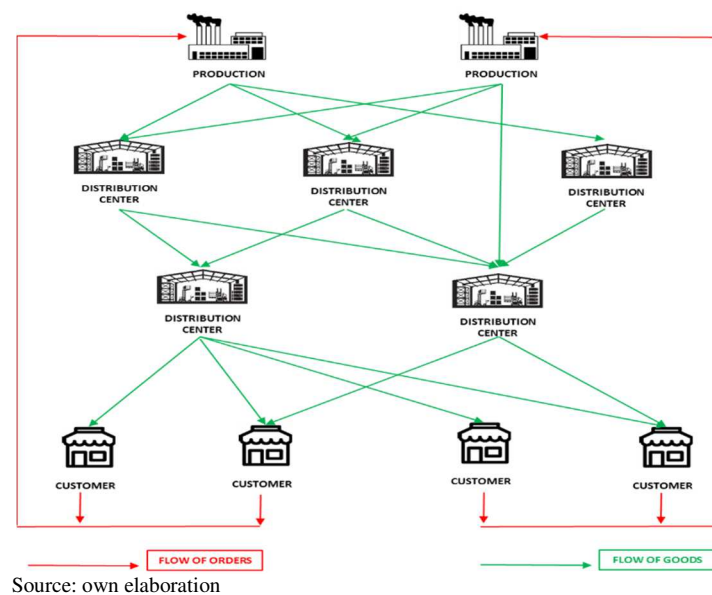 PRODUCTION
PRODUCTION
DISTRIBUTION
CENTER
DISTRIBUTION
CENTER
DISTRIBUTION
CENTER
DISTRIBUTION
CENTER
DISTRIBUTION
CENTER
CUSTOMER
CUSTOMER
CUSTOMER
CUSTOMER
FLOW OF ORDERS
FLOW OF GOODS
Source: own elaboration